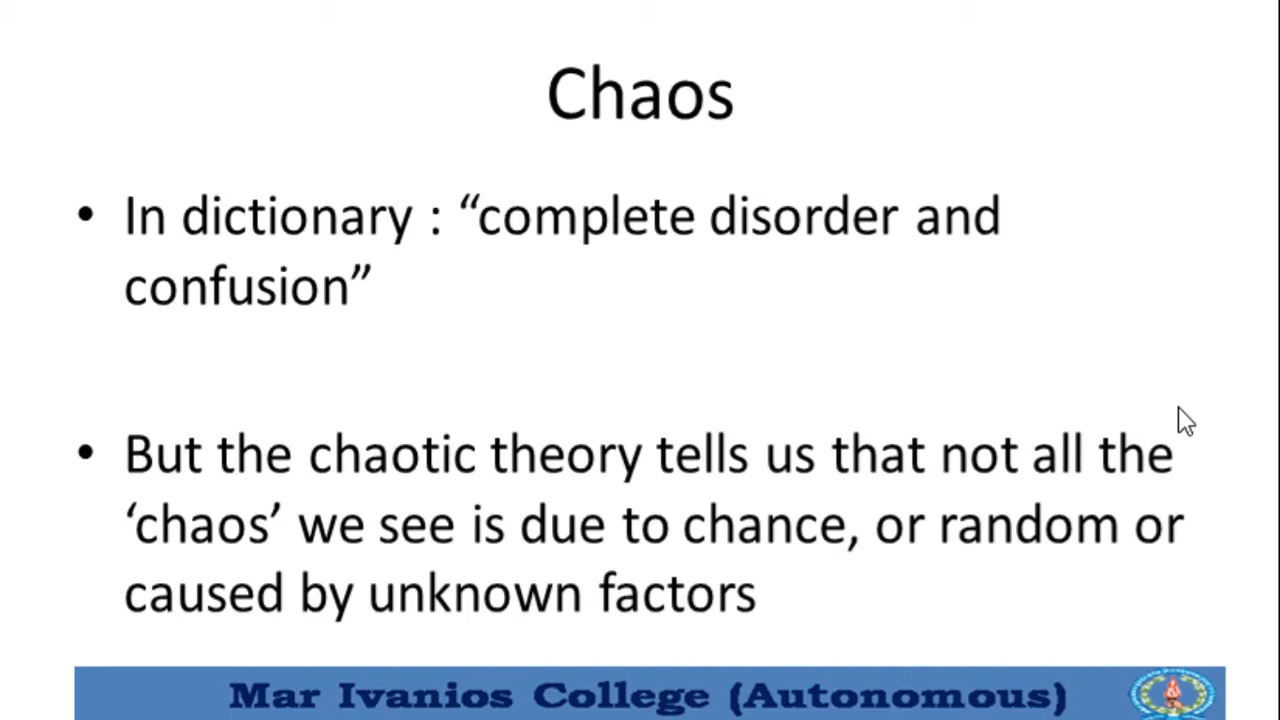 Chaos
• In dictionary : “complete disorder and
confusion”
• But the chaotic theory tells us that not all the
‘chaos’ we see is due to chance, or random or
caused by unknown factors
Mar Ivanios College (Autonomous)